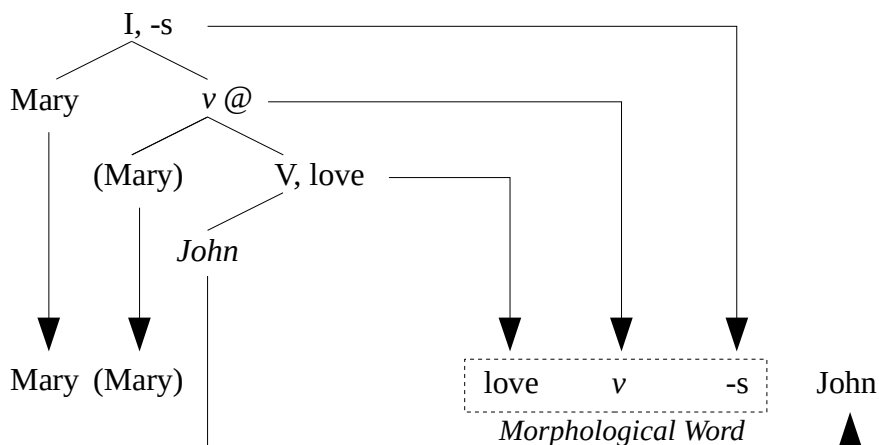 I, -s
Mary v @
(Mary) V, love
John
Mary (Mary) love v -s John
Morphological Word